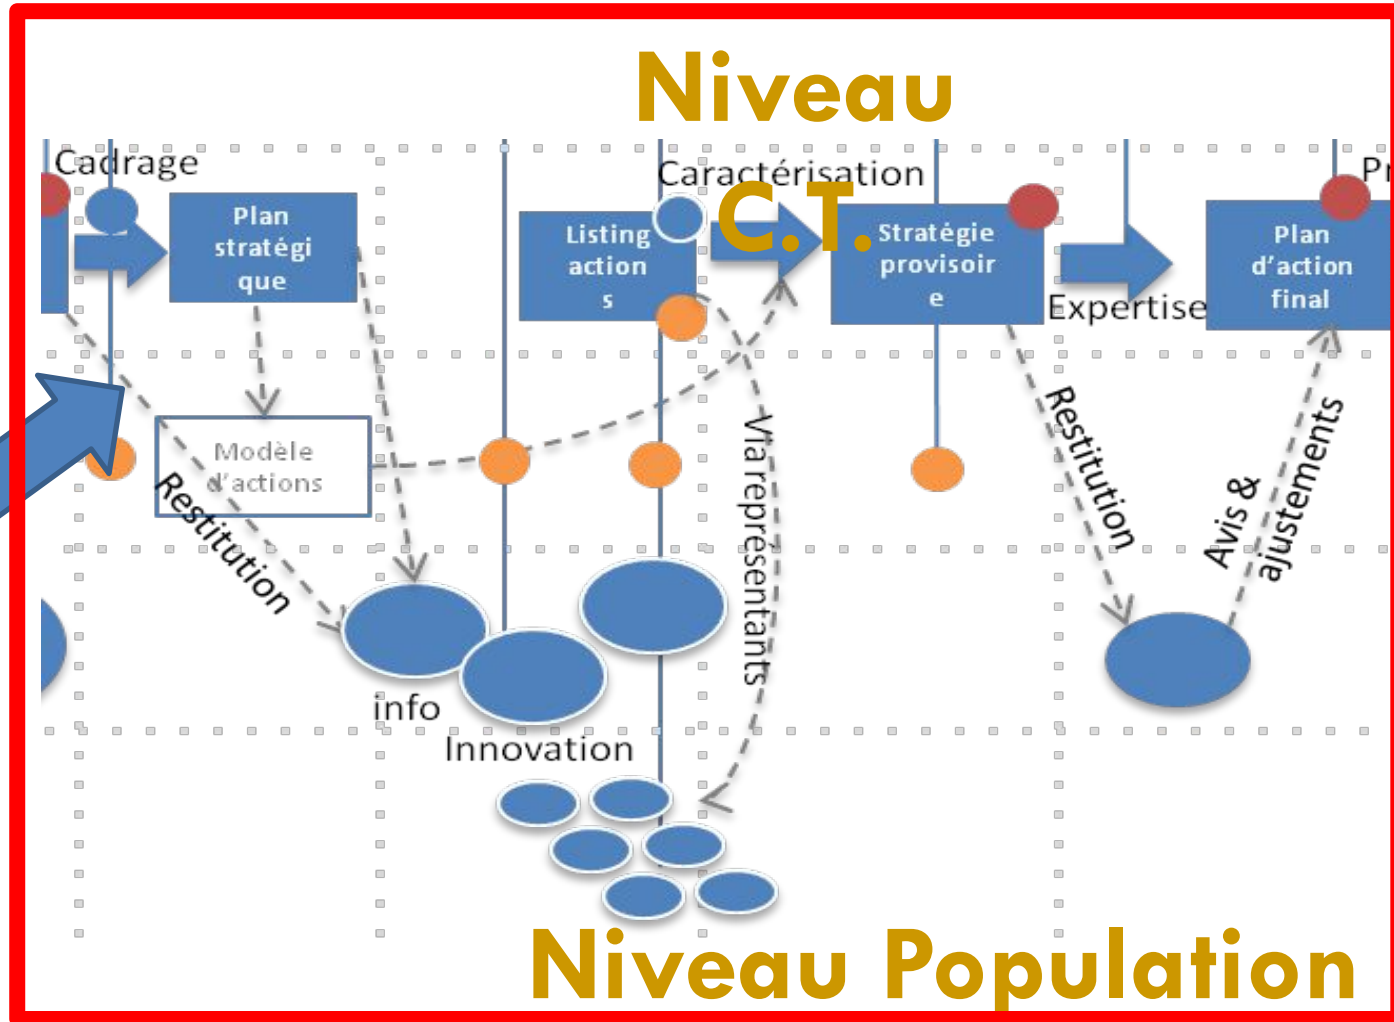 Niveau
C.T.
Cadrage
Caractérisation
Pr
Plan
stratégi
que
Listing
action
s
Stratégie
provisoir
e
Expertise
Plan
d'action
final
Modèle
d'actions
Restitution
Via représentants
Restitution
Avis &
ajustements
info
Innovation
Niveau Population